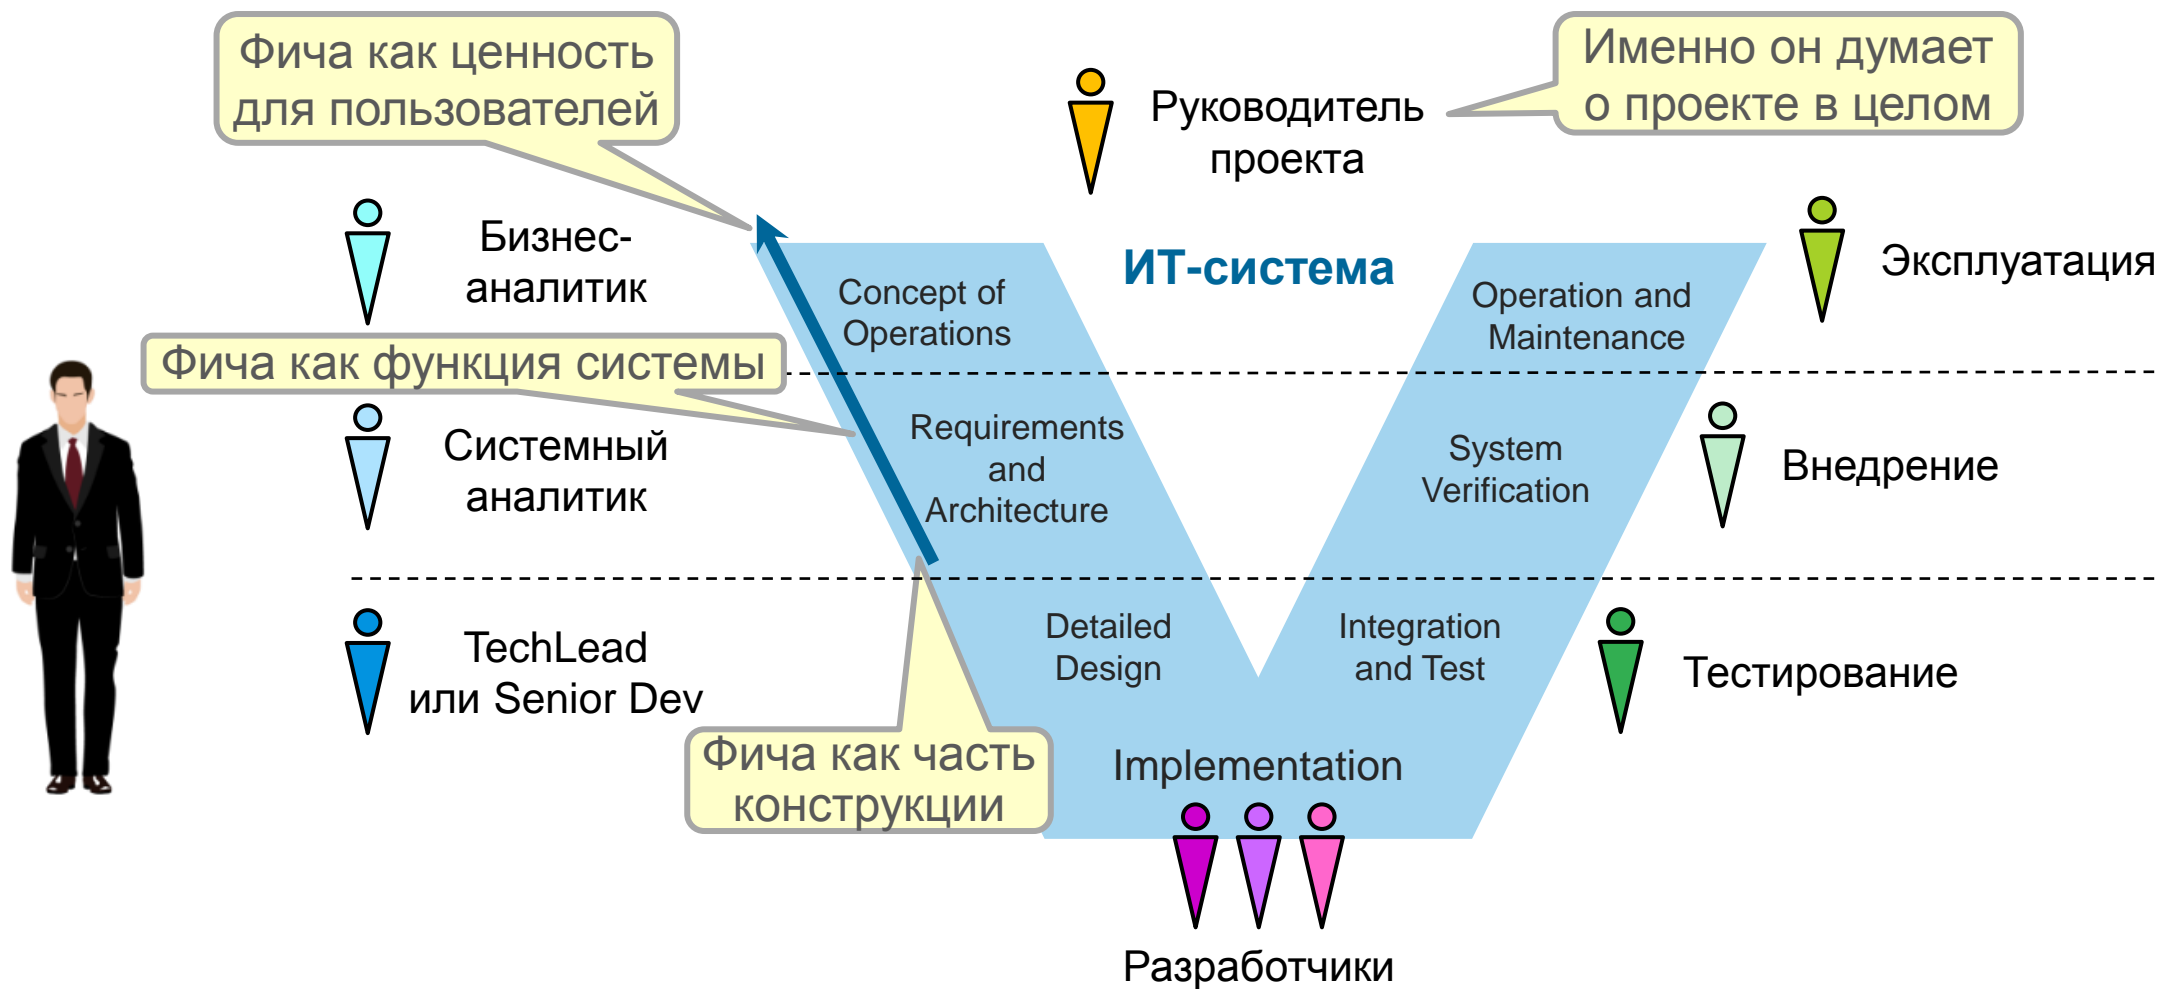 Фича как ценность
для пользователей
Руководитель
проекта
Именно он думает
о проекте в целом
Бизнес-
аналитик
ИТ-система
Concept of
Operations
Operation and
Maintenance
Эксплуатация
Фича как функция системы
Системный
аналитик
Requirements
and
Architecture
System
Verification
Внедрение
TechLead
или Senior Dev
Detailed
Design
Integration
and Test
Тестирование
Фича как часть
конструкции
Implementation
Разработчики